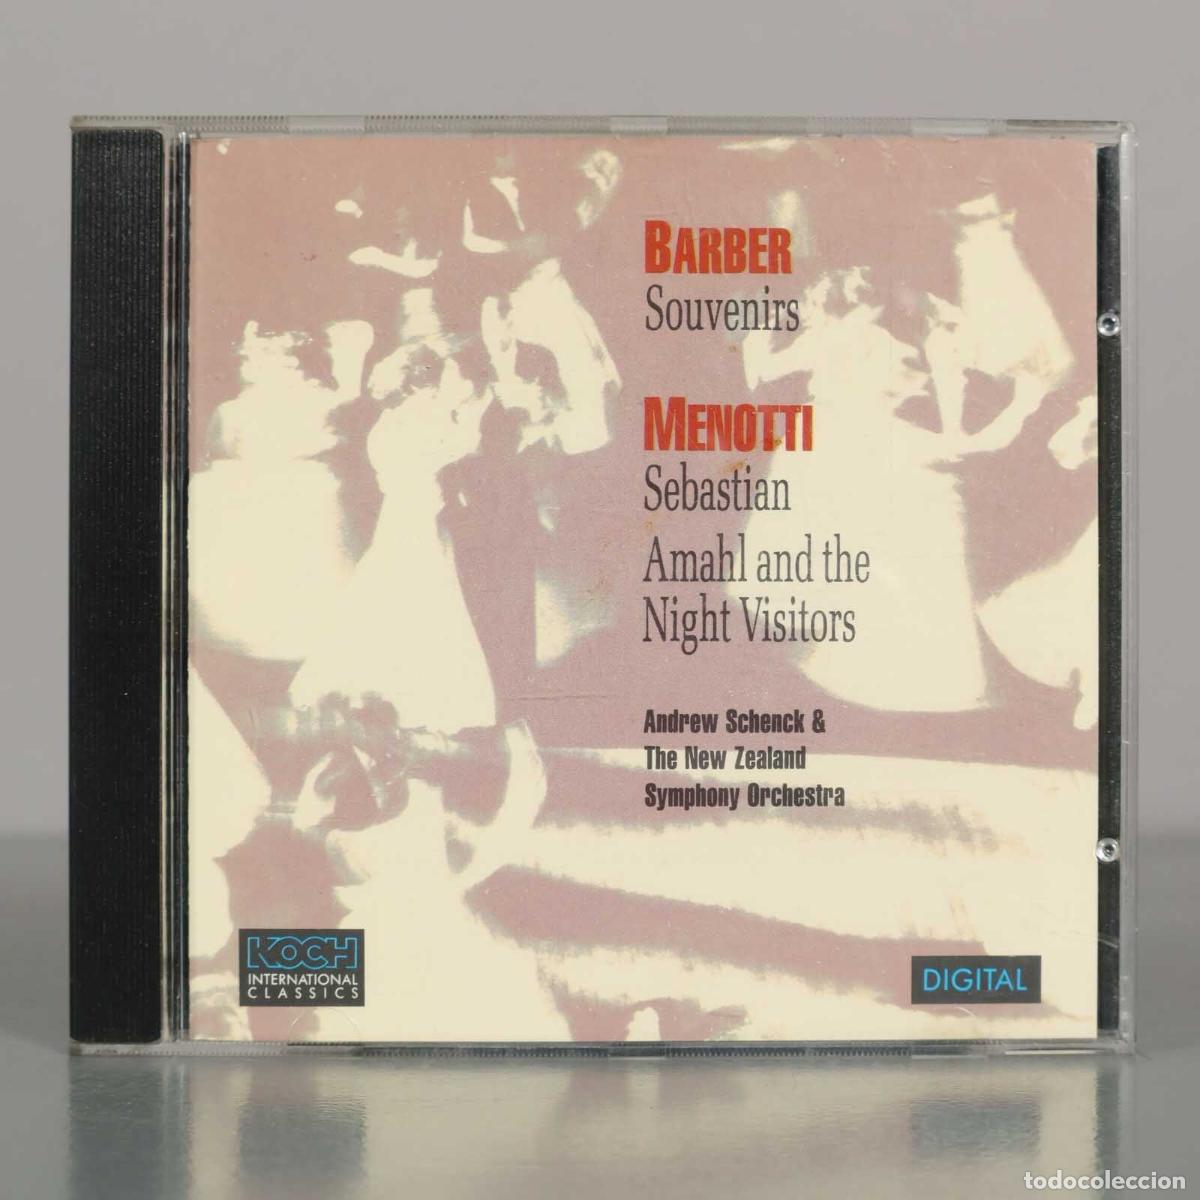 BARBER
Souvenirs
MENOTTI
Sebastian
Amahl and the
Night Visitors
Andrew Schenck &
The New Zealand
Symphony Orchestra
KOCH
INTERNATIONAL
CLASSICS
DIGITAL
todocoleccion